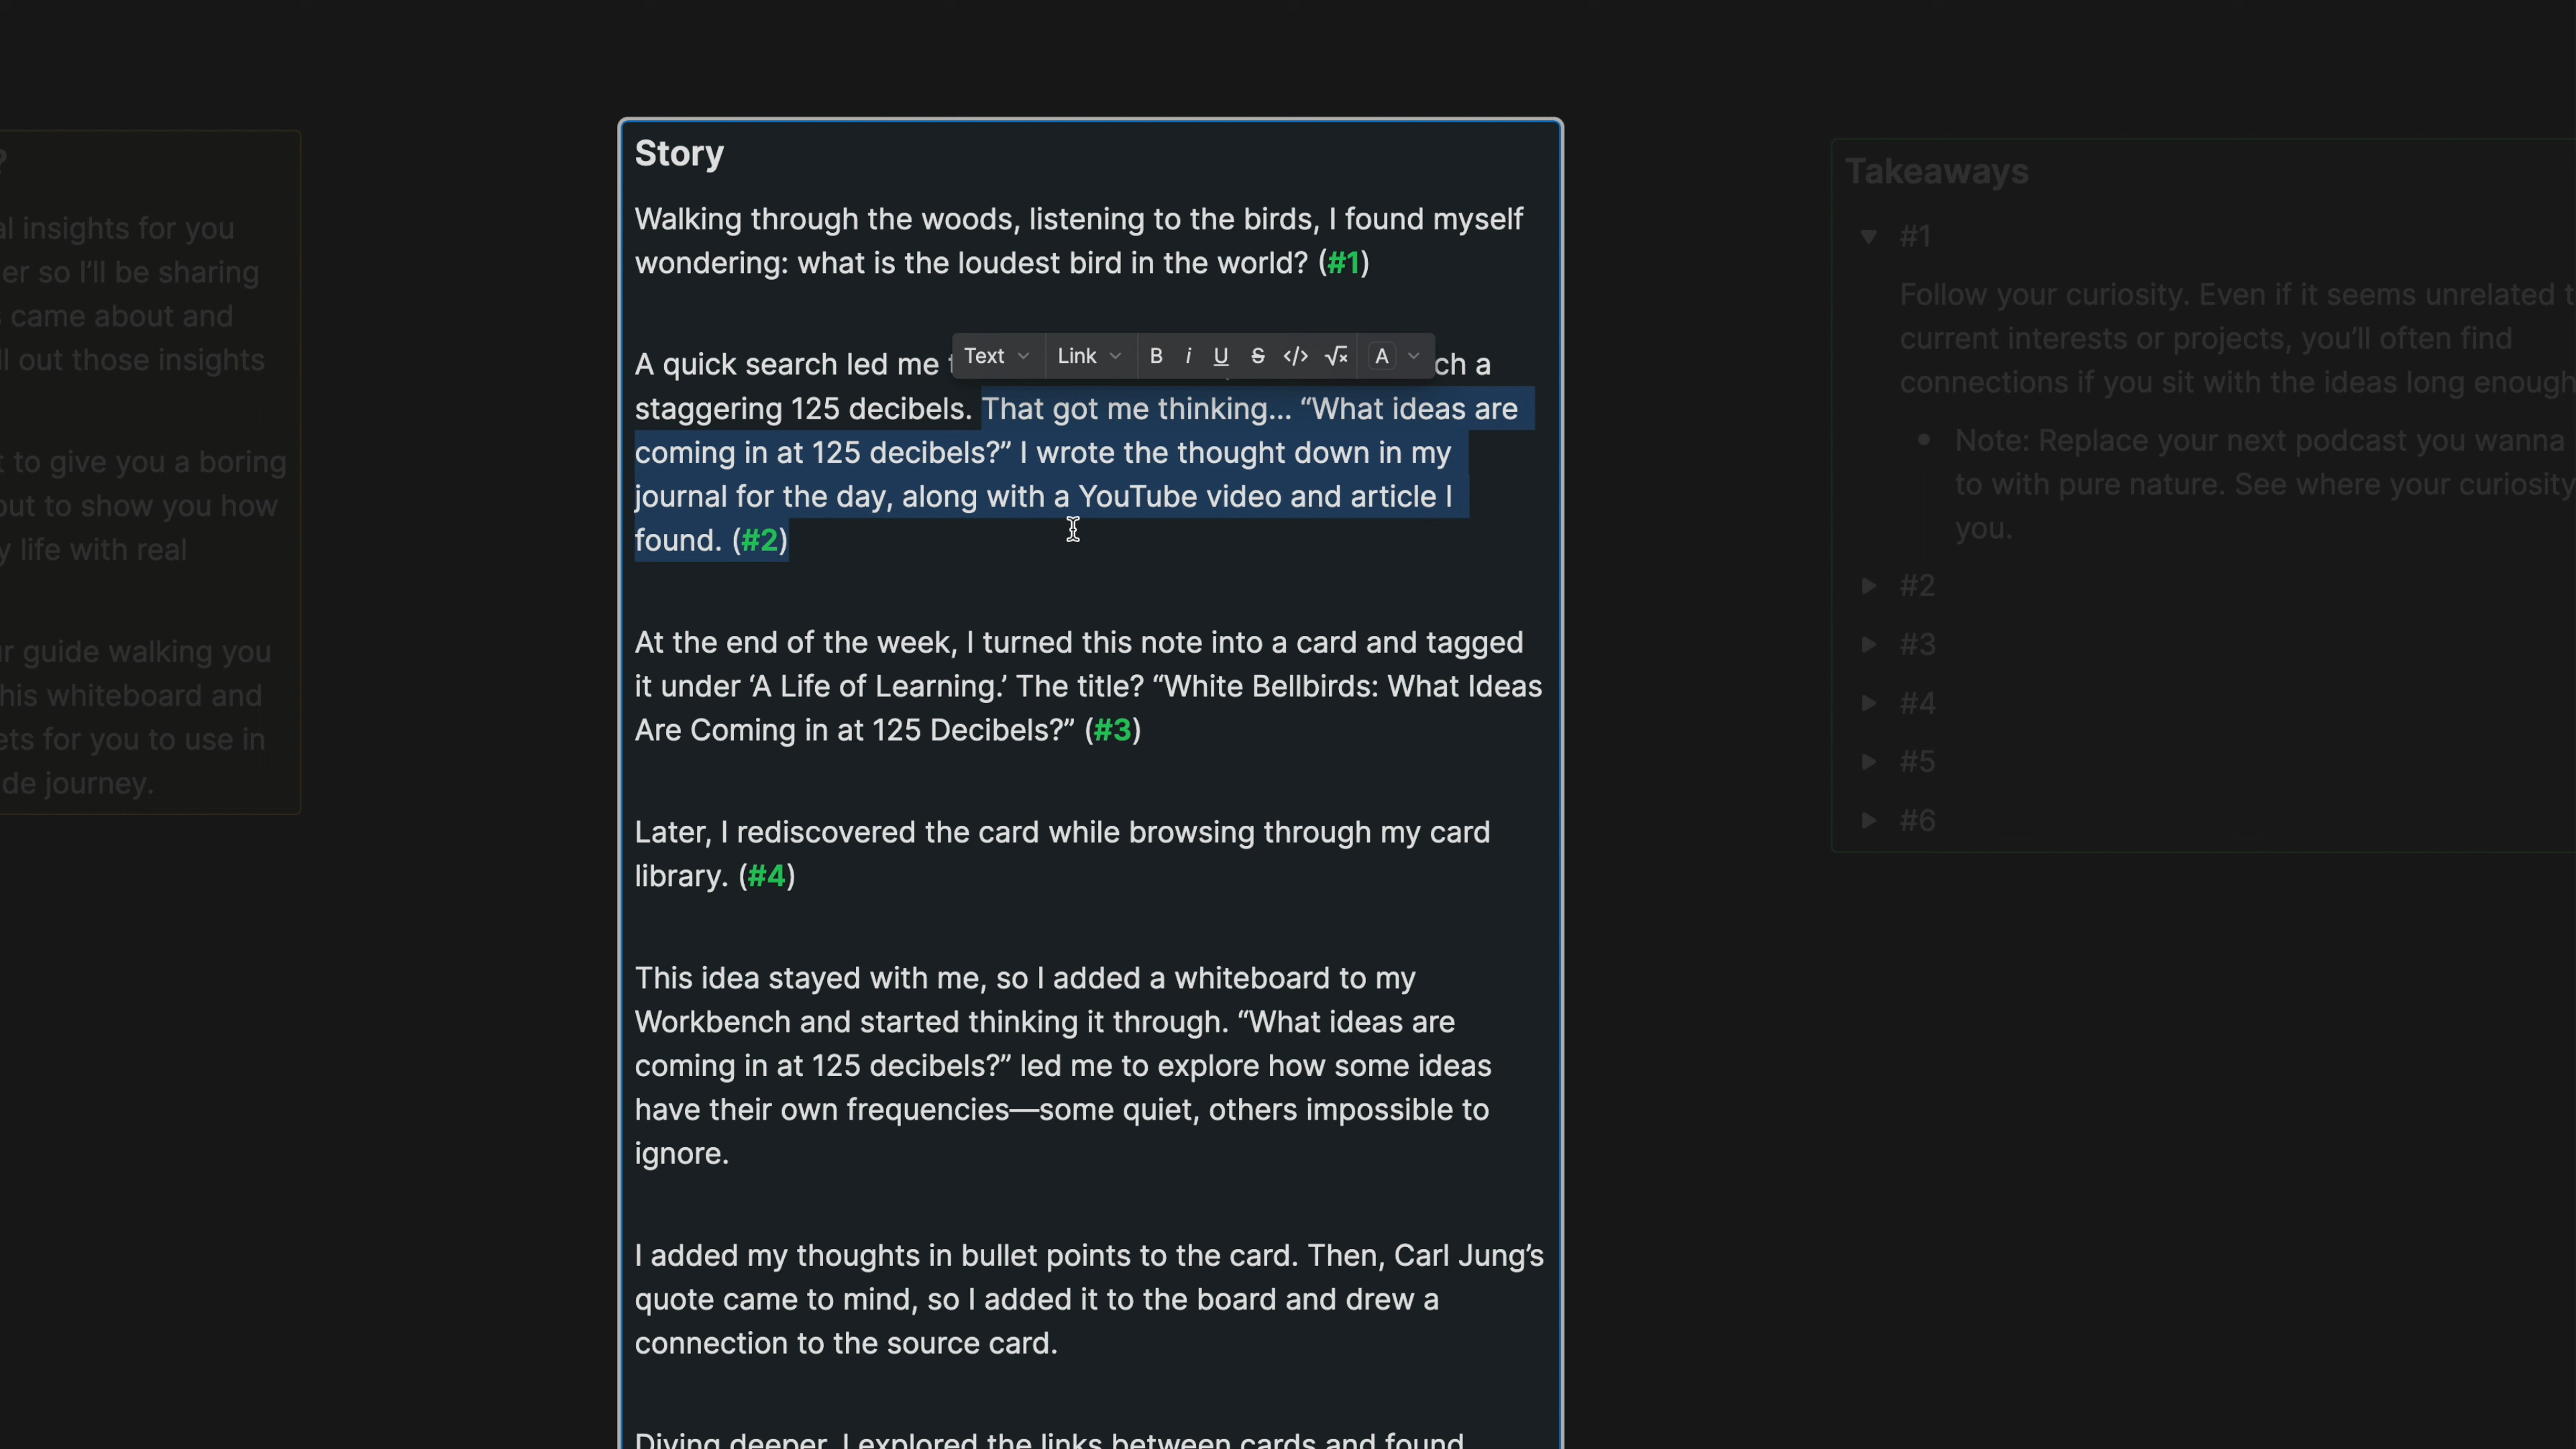 ?
al insights for you
er so I'll be sharing
s came about and
ll out those insights
t to give you a boring
out to show you how
y life with real
ur guide walking you
his whiteboard and
ets for you to use in
de journey.
Story
Walking through the woods, listening to the birds, I found myself
wondering: what is the loudest bird in the world? (#1)
Text Link B i U S </> √x A
A quick search led me ch a
staggering 125 decibels. That got me thinking... “What ideas are
coming in at 125 decibels?” I wrote the thought down in my
journal for the day, along with a YouTube video and article I
found. (#2)
At the end of the week, I turned this note into a card and tagged
it under ‘A Life of Learning.’ The title? “White Bellbirds: What Ideas
Are Coming in at 125 Decibels?” (#3)
Later, I rediscovered the card while browsing through my card
library. (#4)
This idea stayed with me, so I added a whiteboard to my
Workbench and started thinking it through. “What ideas are
coming in at 125 decibels?” led me to explore how some ideas
have their own frequencies—some quiet, others impossible to
ignore.
I added my thoughts in bullet points to the card. Then, Carl Jung’s
quote came to mind, so I added it to the board and drew a
connection to the source card.
Diving deeper, I explored the links between cards and found
Takeaways
#1
Follow your curiosity. Even if it seems unrelated t
current interests or projects, you’ll often find
connections if you sit with the ideas long enough
Note: Replace your next podcast you wanna
to with pure nature. See where your curiosity
you.
#2
#3
#4
#5
#6